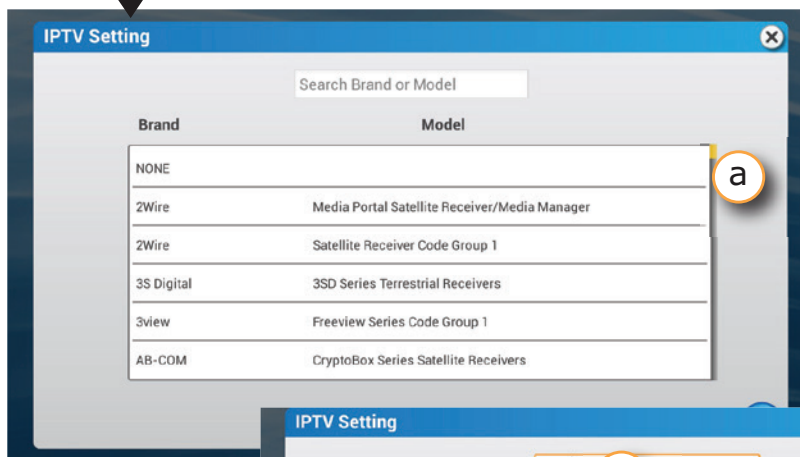 IPTV Setting
Search Brand or Model
Brand Model
NONE
a
2Wire Media Portal Satellite Receiver/Media Manager
2Wire Satellite Receiver Code Group 1
3S Digital 3SD Series Terrestrial Receivers
3view Freeview Series Code Group 1
AB-COM CryptoBox Series Satellite Receivers
IPTV Setting